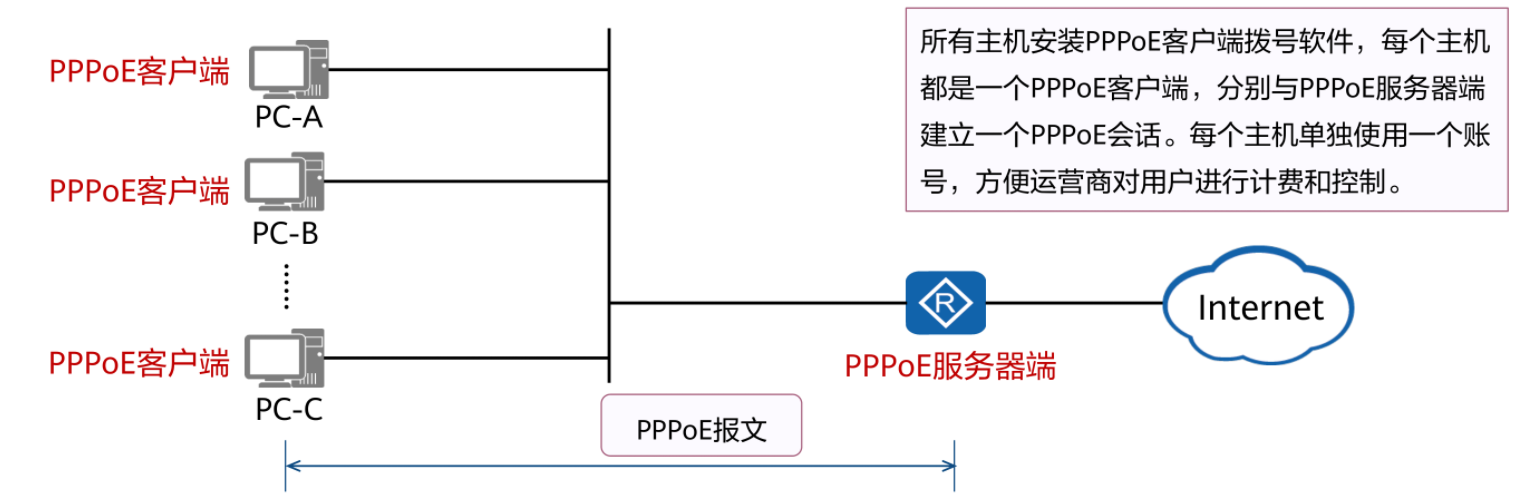 所有主机安装PPPoE客户端拨号软件，每个主机
都是一个PPPoE客户端，分别与PPPoE服务器端
建立一个PPPoE会话。每个主机单独使用一个账
号，方便运营商对用户进行计费和控制。
PPPoE客户端
PC-A
PPPoE客户端
PC-B
PPPoE客户端
PC-C
R
PPPoE服务器端
Internet
PPPoE报文